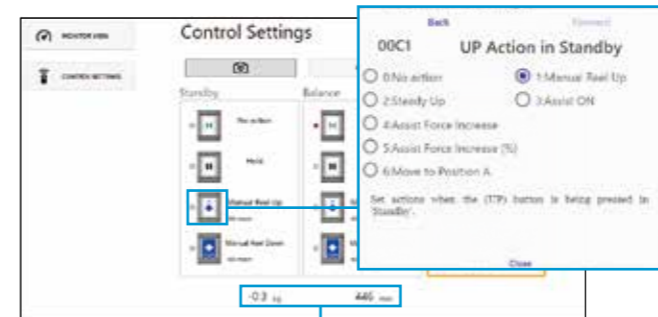 MONITOR VIEW
CONTROL SETTINGS
Control Settings
Standby
Balance
No action
Hold
Manual Reel Up
Manual Reel Down
-0.3 kg
446 mm
Back
Forward
00C1
UP Action in Standby
0:No action
1:Manual Reel Up
2:Steady Up
3:Assist ON
4:Assist Force Increase
5:Assist Force Increase (%)
6:Move to Position A
Set actions when the (UP) button is being pressed in
'Standby'.
Close